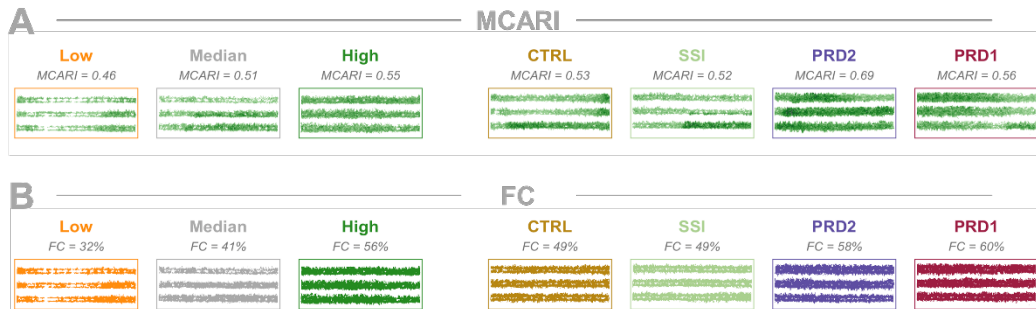 A MCARI
Low Median High CTRL SSI PRD2 PRD1
MCARI = 0.46 MCARI = 0.51 MCARI = 0.55 MCARI = 0.53 MCARI = 0.52 MCARI = 0.69 MCARI = 0.56
B FC
Low Median High CTRL SSI PRD2 PRD1
FC = 32% FC = 41% FC = 56% FC = 49% FC = 49% FC = 58% FC = 60%